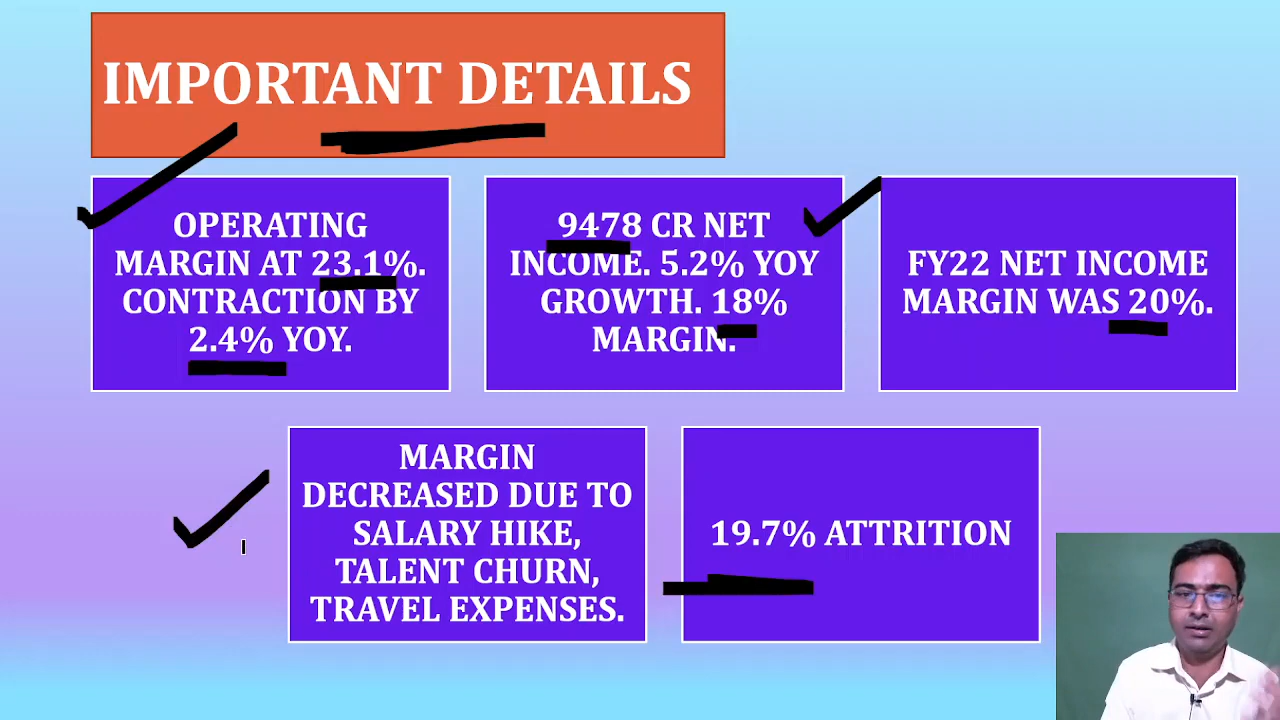 IMPORTANT DETAILS
OPERATING
MARGIN AT 23.1%.
CONTRACTION BY
2.4% YOY.
9478 CR NET
INCOME. 5.2% YOY
GROWTH. 18%
MARGIN.
FY22 NET INCOME
MARGIN WAS 20%.
MARGIN
DECREASED DUE TO
SALARY HIKE,
TALENT CHURN,
TRAVEL EXPENSES.
19.7% ATTRITION